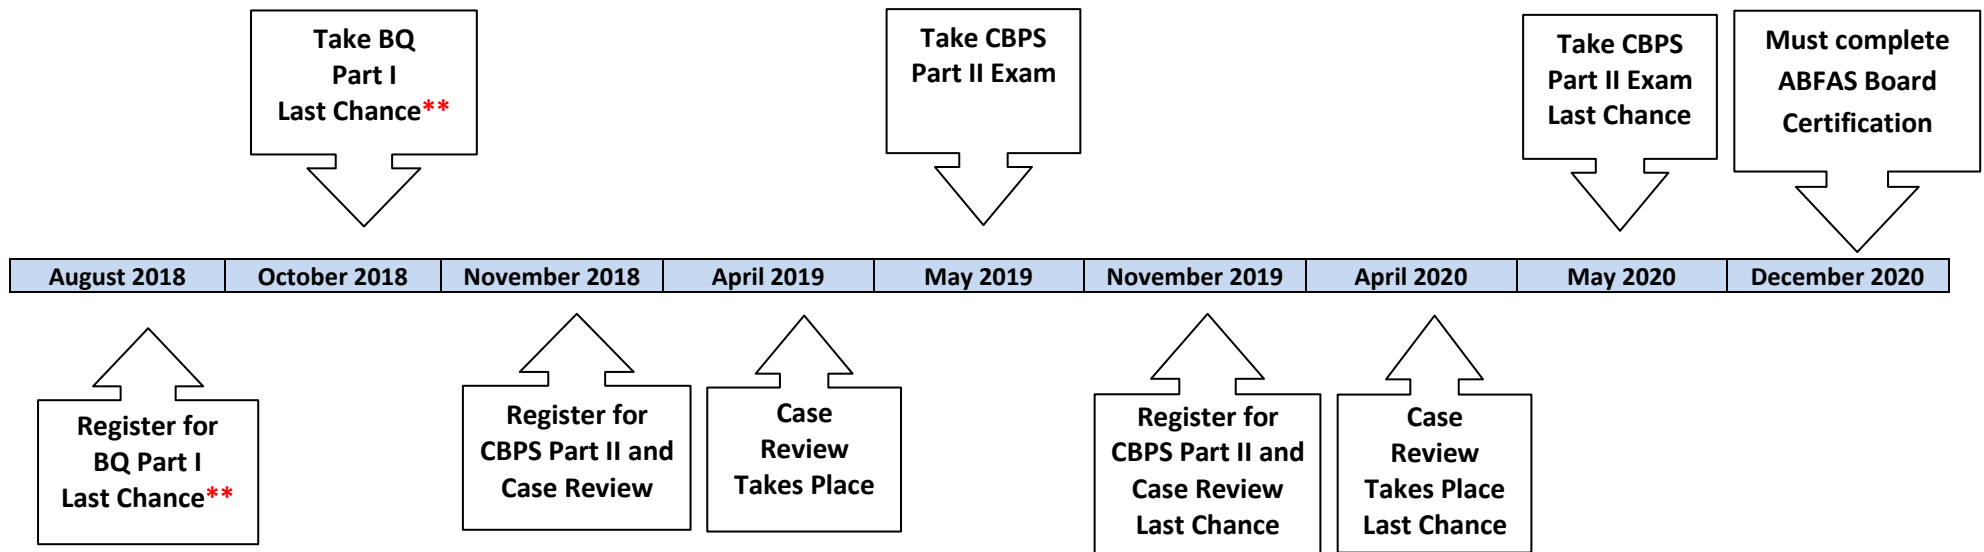 Take BQ
Part I
Last Chance**
Take CBPS
Part II Exam
Take CBPS
Part II Exam
Last Chance
Must complete
ABFAS Board
Certification
August 2018
October 2018
November 2018
April 2019
May 2019
November 2019
April 2020
May 2020
December 2020
Register for
BQ Part I
Last Chance**
Register for
CBPS Part II and
Case Review
Case
Review
Takes Place
Register for
CBPS Part II and
Case Review
Last Chance
Case
Review
Takes Place
Last Chance